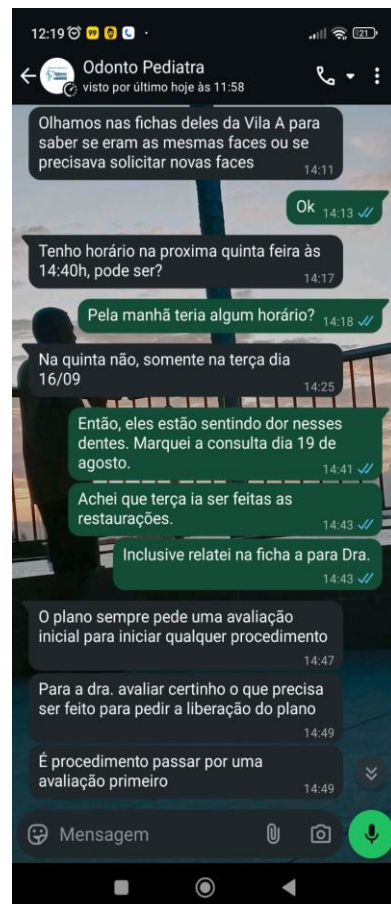 12:19
21
Odonto Pediatra
visto por último hoje às 11:58
Olhamos nas fichas deles da Vila A para
saber se eram as mesmas faces ou se
precisava solicitar novas faces
14:11
Ok 14:13
Tenho horário na proxima quinta feira às
14:40h, pode ser?
14:17
Pela manhã teria algum horário? 14:18
Na quinta não, somente na terça dia
16/09
14:25
Então, eles estão sentindo dor nesses
dentes. Marquei a consulta dia 19 de
agosto.
14:41
Achei que terça ia ser feitas as
restaurações.
14:43
Inclusive relatei na ficha a para Dra.
14:43
O plano sempre pede uma avaliação
inicial para iniciar qualquer procedimento
14:47
Para a dra. avaliar certinho o que precisa
ser feito para pedir a liberação do plano
14:49
É procedimento passar por uma
avaliação primeiro
14:49
Mensagem